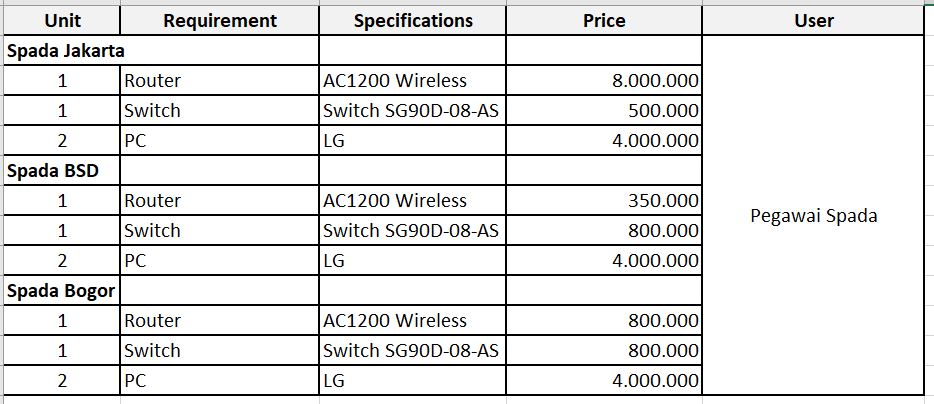 Unit Requirement Specifications Price User
Spada Jakarta
1 Router AC1200 Wireless 8.000.000
1 Switch Switch SG90D-08-AS 500.000
2 PC LG 4.000.000
Spada BSD
1 Router AC1200 Wireless 350.000
Pegawai Spada
1 Switch Switch SG90D-08-AS 800.000
2 PC LG 4.000.000
Spada Bogor
1 Router AC1200 Wireless 800.000
1 Switch Switch SG90D-08-AS 800.000
2 PC LG 4.000.000